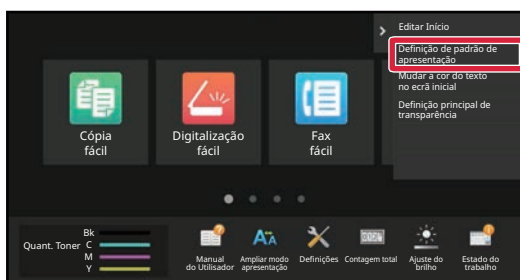 Editar Início
Definição de padrão de
apresentação
Mudar a cor do texto
no ecrã inicial
Definição principal de
transparência
Cópia
fácil
Digitalização
fácil
Fax
fácil
Quant. Toner
Bk
C
M
Y
Manual
do Utilisador
Ampliar modo
apresentação
Definições
Contagem total
Ajuste do
brilho
Estado do
trabalho